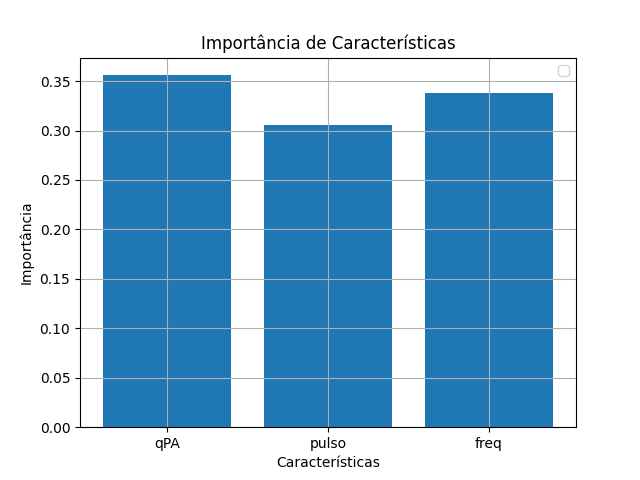 Importância de Características
Importância
0.35
0.30
0.25
0.20
0.15
0.10
0.05
0.00
qPA
pulso
freq
Características